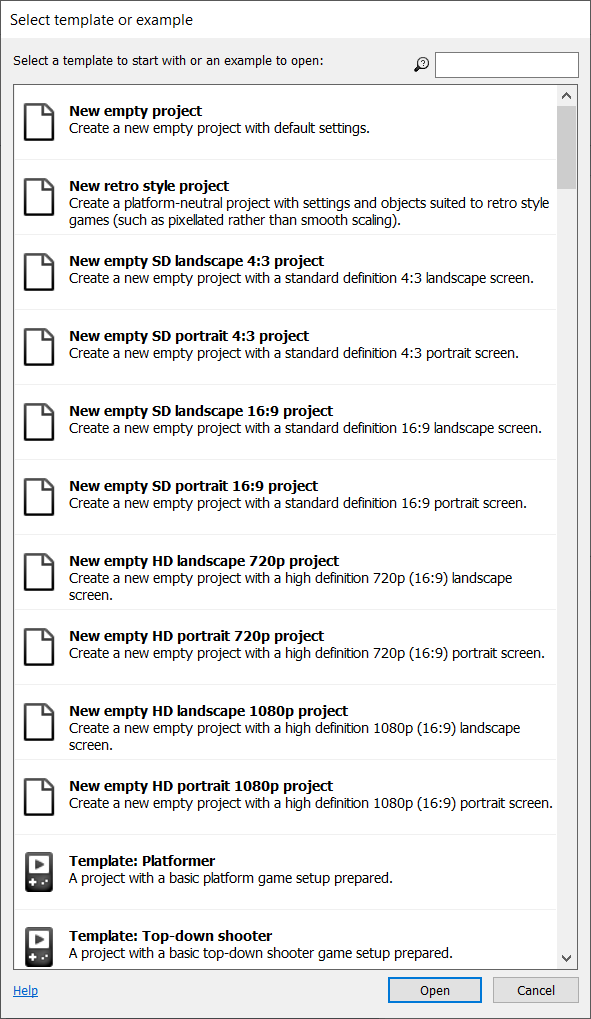 Select template or example
Select a template to start with or an example to open:
New empty project
Create a new empty project with default settings.
New retro style project
Create a platform-neutral project with settings and objects suited to retro style
games (such as pixellated rather than smooth scaling).
New empty SD landscape 4:3 project
Create a new empty project with a standard definition 4:3 landscape screen.
New empty SD portrait 4:3 project
Create a new empty project with a standard definition 4:3 portrait screen.
New empty SD landscape 16:9 project
Create a new empty project with a standard definition 16:9 landscape screen.
New empty SD portrait 16:9 project
Create a new empty project with a standard definition 16:9 portrait screen.
New empty HD landscape 720p project
Create a new empty project with a high definition 720p (16:9) landscape
screen.
New empty HD portrait 720p project
Create a new empty project with a high definition 720p (16:9) portrait screen.
New empty HD landscape 1080p project
Create a new empty project with a high definition 1080p (16:9) landscape
screen.
New empty HD portrait 1080p project
Create a new empty project with a high definition 1080p (16:9) portrait screen.
Template: Platformer
A project with a basic platform game setup prepared.
Template: Top-down shooter
A project with a basic top-down shooter game setup prepared.
Help
Open
Cancel